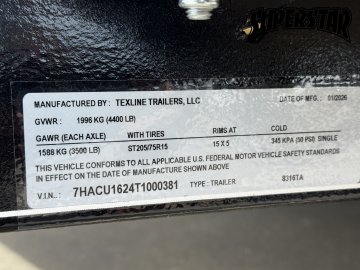 SUPERSTAR
MANUFACTURED BY: TEXLINE TRAILERS, LLC DATE OF MFG. 01/2026
GVWR: 1996 KG (4400 LB)
GAWR (EACH AXLE) WITH TIRES RIMS AT COLD
1588 KG (3500 LB) ST205/75R15 15 X 5 345 KPA (50 PSI) SINGLE
THIS VEHICLE CONFORMS TO ALL APPLICABLE U.S. FEDERAL MOTOR VEHICLE SAFETY STANDARDS
IN EFFECT ON THE DATE OF MANUFACTURE SHOWN ABOVE.
V.I.N.: 7HACU1624T1000381 TYPE: TRAILER 8316TA